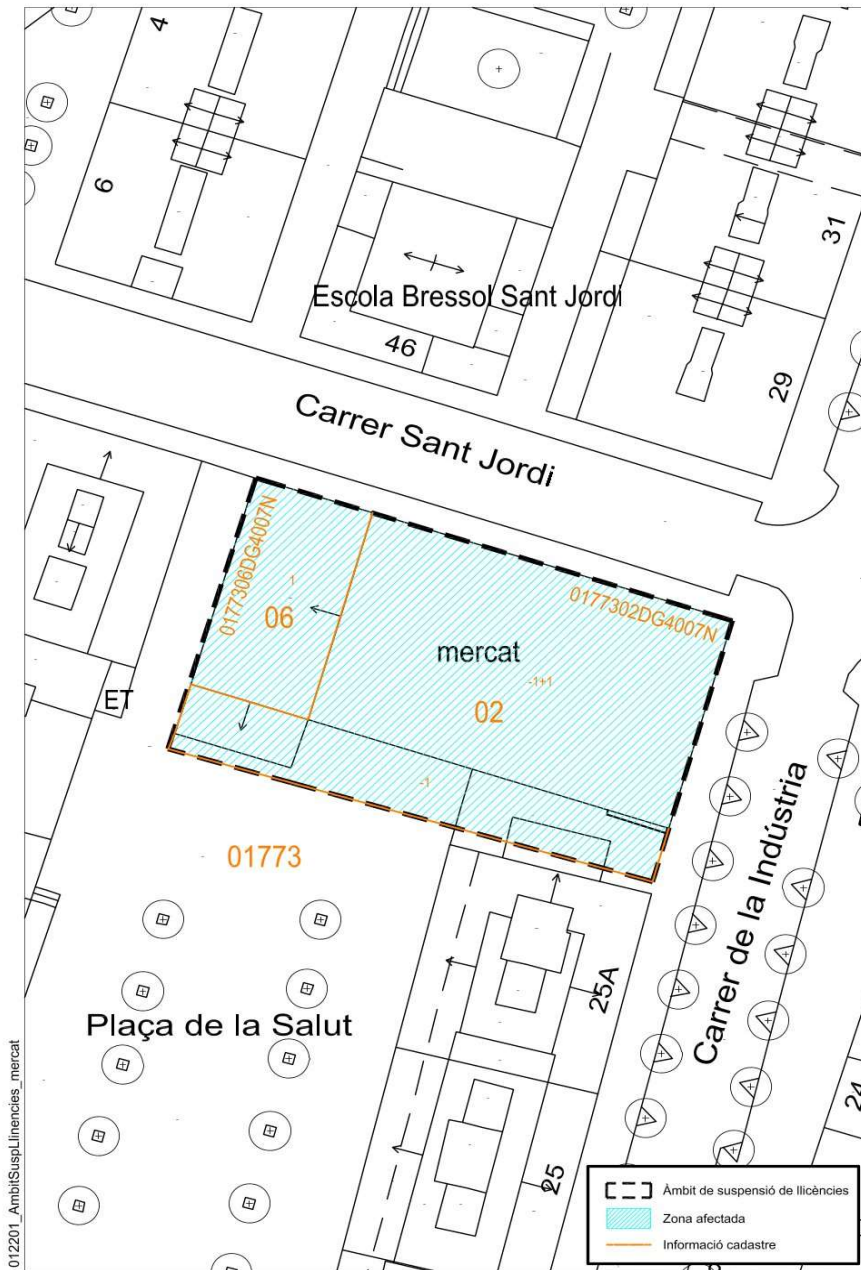 4
6
31
Escola Bressol Sant Jordi
46
29
Carrer Sant Jordi
0177306DG4007N
1
06
0177302DG4007N
mercat
-1+1
02
ET
-1
01773
Carrer de la Indústria
25A
Plaça de la Salut
24
25
Àmbit de suspensió de llicències
Zona afectada
Informació cadastre
012201_AmbitSuspLlinencies_mercat